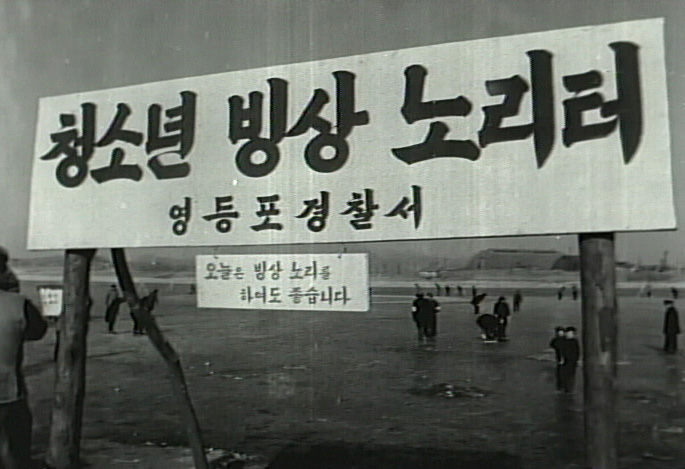 청소년 빙상 노리터
영등포경찰서
오늘은 빙상 노리를
하여도 좋습니다